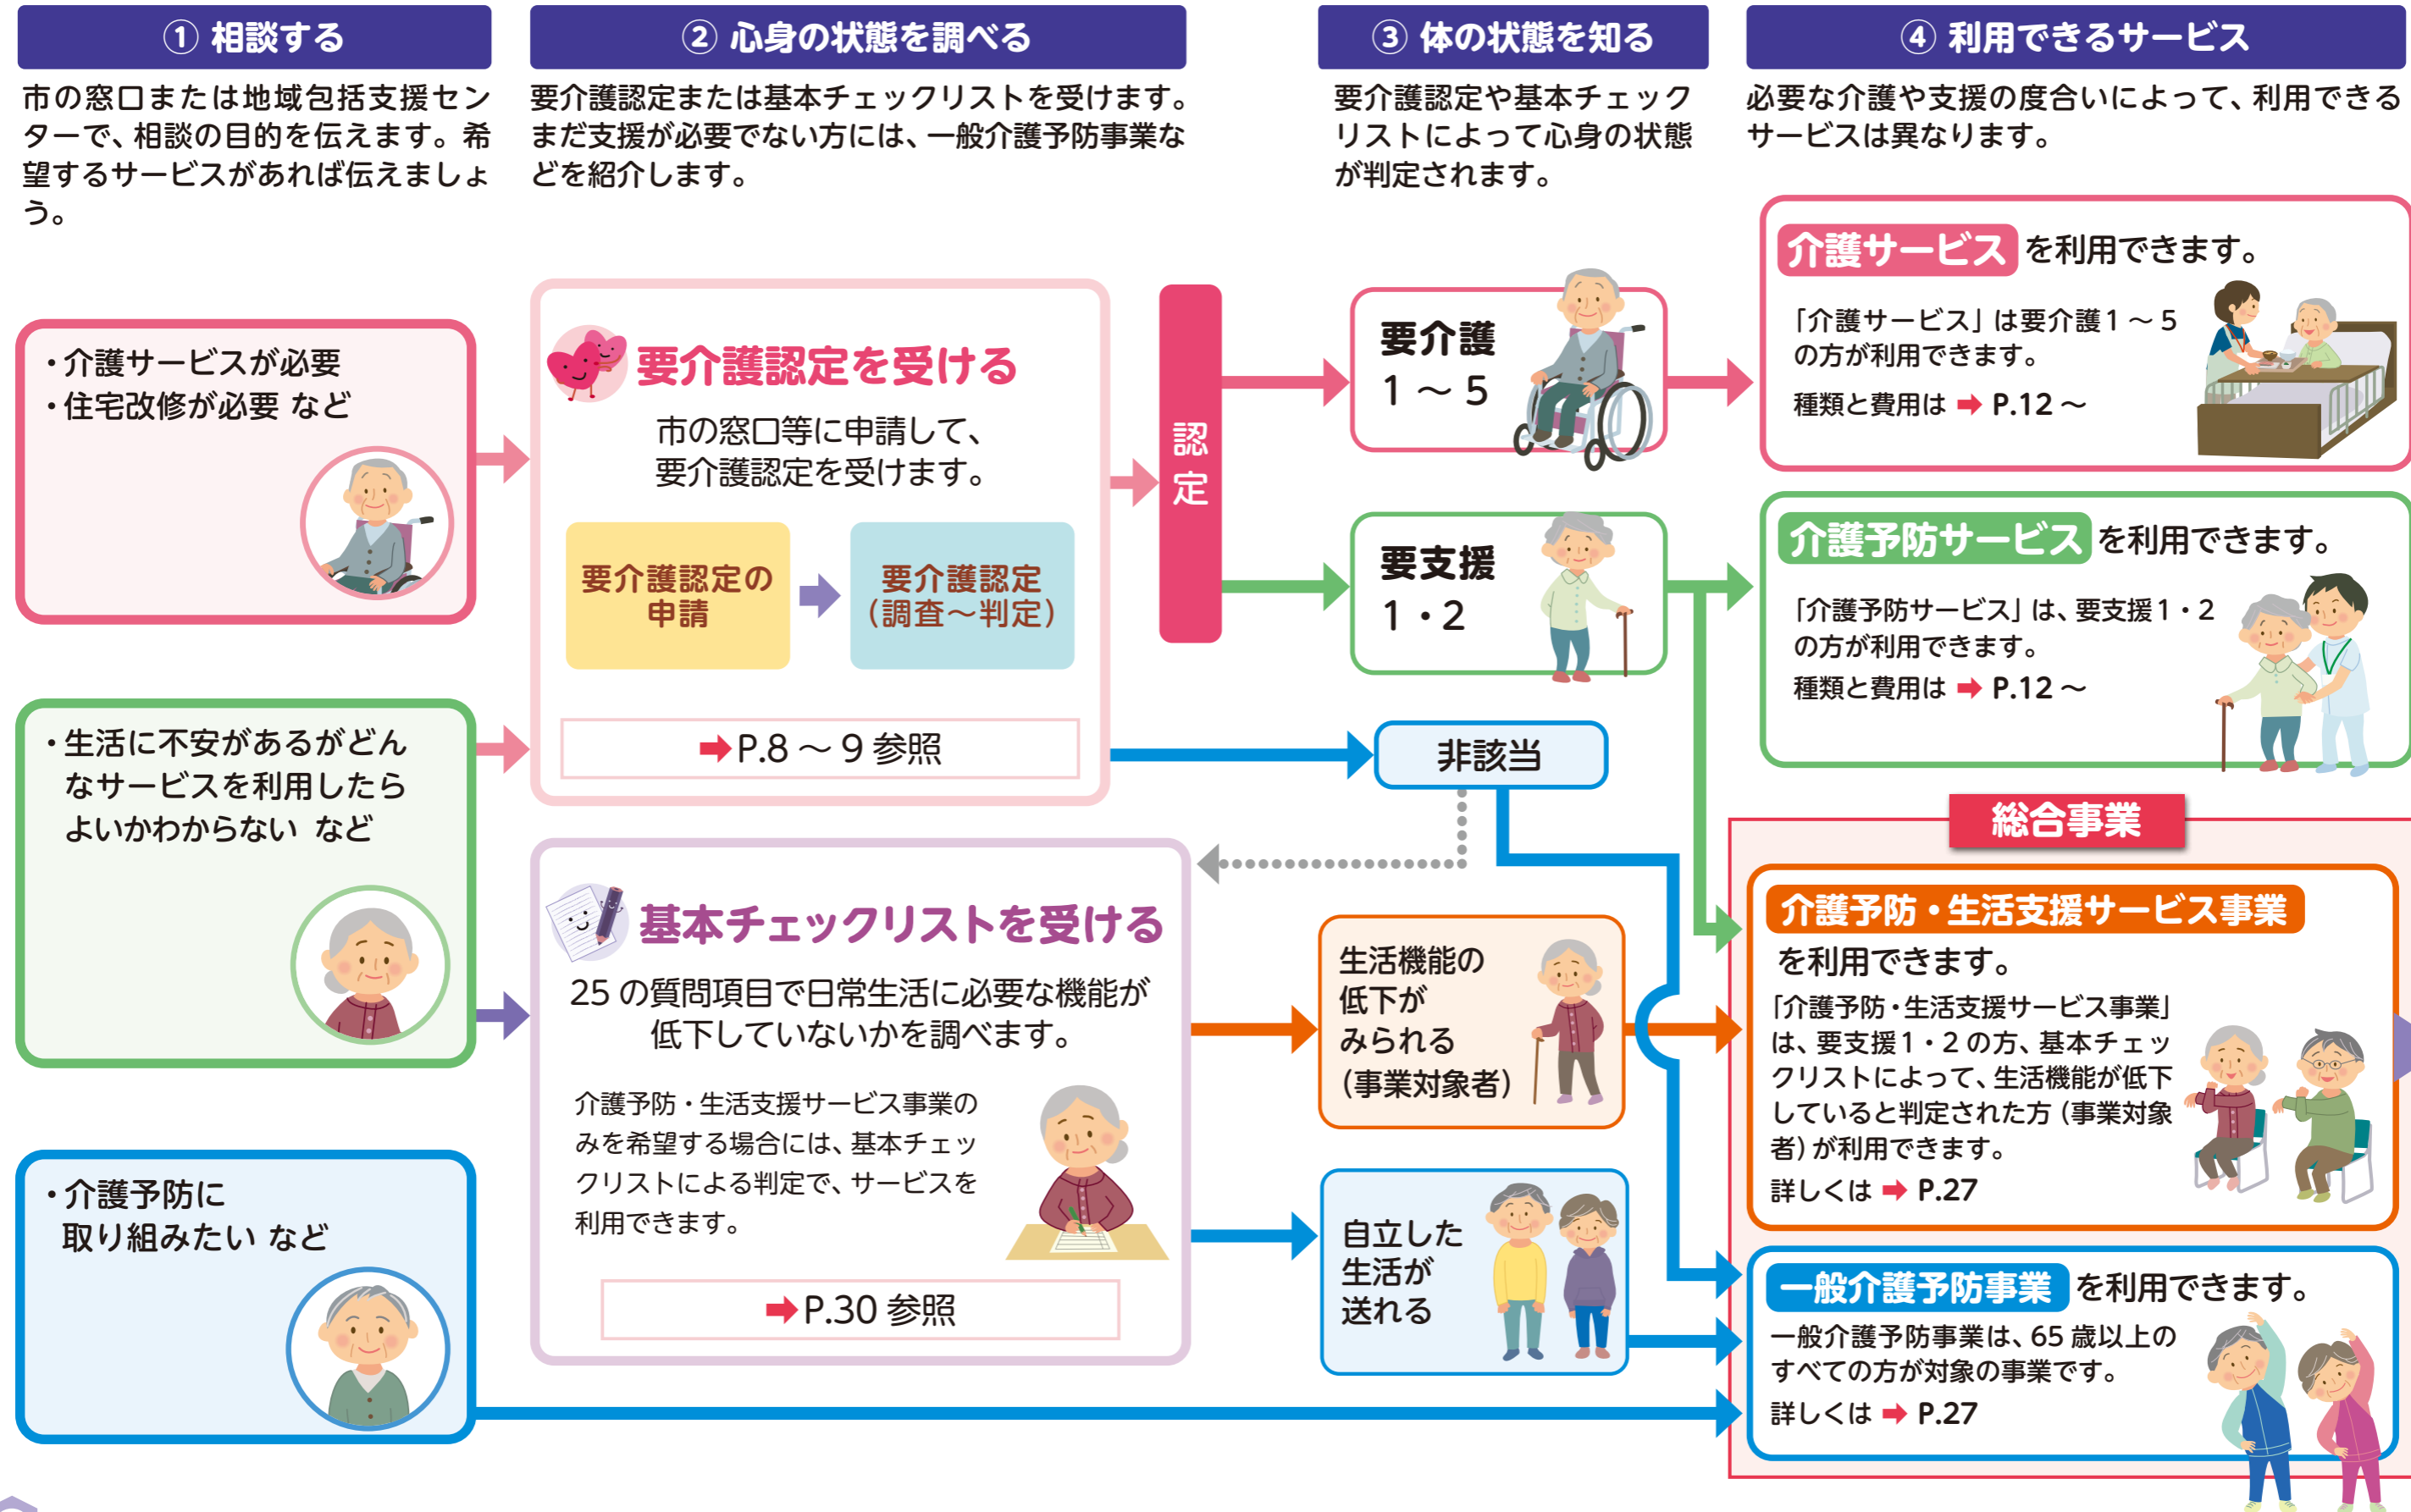 ① 相談する
市の窓口または地域包括支援セン
ターで、相談の目的を伝えます。希
望するサービスがあれば伝えましょ
う。
② 心身の状態を調べる
要介護認定または基本チェックリストを受けます。
まだ支援が必要でない方には、一般介護予防事業な
どを紹介します。
③ 体の状態を知る
要介護認定や基本チェック
リストによって心身の状態
が判定されます。
④ 利用できるサービス
必要な介護や支援の度合いによって、利用できる
サービスは異なります。
・介護サービスが必要
・住宅改修が必要 など
・生活に不安があるがどん
なサービスを利用したら
よいかわからない など
・介護予防に
取り組みたい など
要介護認定を受ける
市の窓口等に申請して、
要介護認定を受けます。
要介護認定の
申請
要介護認定
（調査～判定）
➡P.8 ～ 9 参照
基本チェックリストを受ける
25 の質問項目で日常生活に必要な機能が
低下していないかを調べます。
介護予防・生活支援サービス事業の
みを希望する場合には、基本チェッ
クリストによる判定で、サービスを
利用できます。
➡P.30 参照
認定
要介護
1 ～ 5
要支援
1・2
非該当
生活機能の
低下が
みられる
（事業対象者）
自立した
生活が
送れる
介護サービス を利用できます。
「介護サービス」は要介護1～5
の方が利用できます。
種類と費用は ➡ P.12 ～
介護予防サービス を利用できます。
「介護予防サービス」は、要支援1・2
の方が利用できます。
種類と費用は ➡ P.12 ～
総合事業
介護予防・生活支援サービス事業
を利用できます。
「介護予防・生活支援サービス事業」
は、要支援1・2 の方、基本チェッ
クリストによって、生活機能が低下
していると判定された方（事業対象
者）が利用できます。
詳しくは ➡ P.27
一般介護予防事業 を利用できます。
一般介護予防事業は、65 歳以上の
すべての方が対象の事業です。
詳しくは ➡ P.27